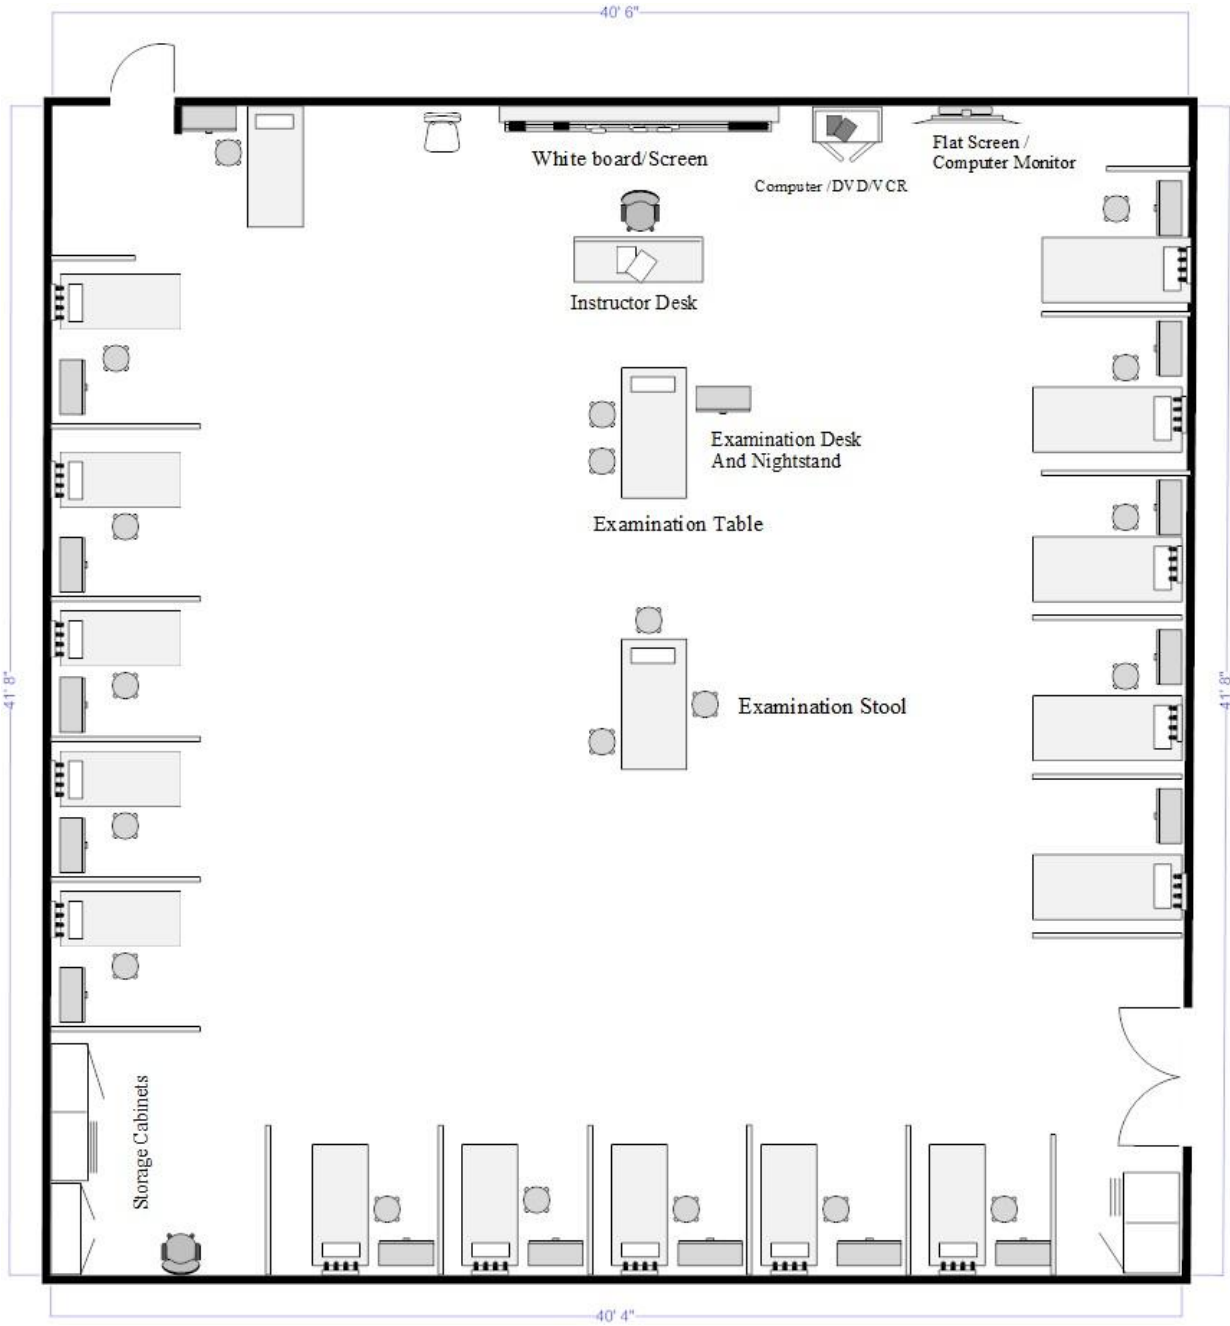 40' 6"
White board/Screen
Computer /DVD/VCR
Flat Screen /
Computer Monitor
Instructor Desk
Examination Desk
And Nightstand
Examination Table
41' 8"
41' 8"
Examination Stool
Storage Cabinets
40' 4"